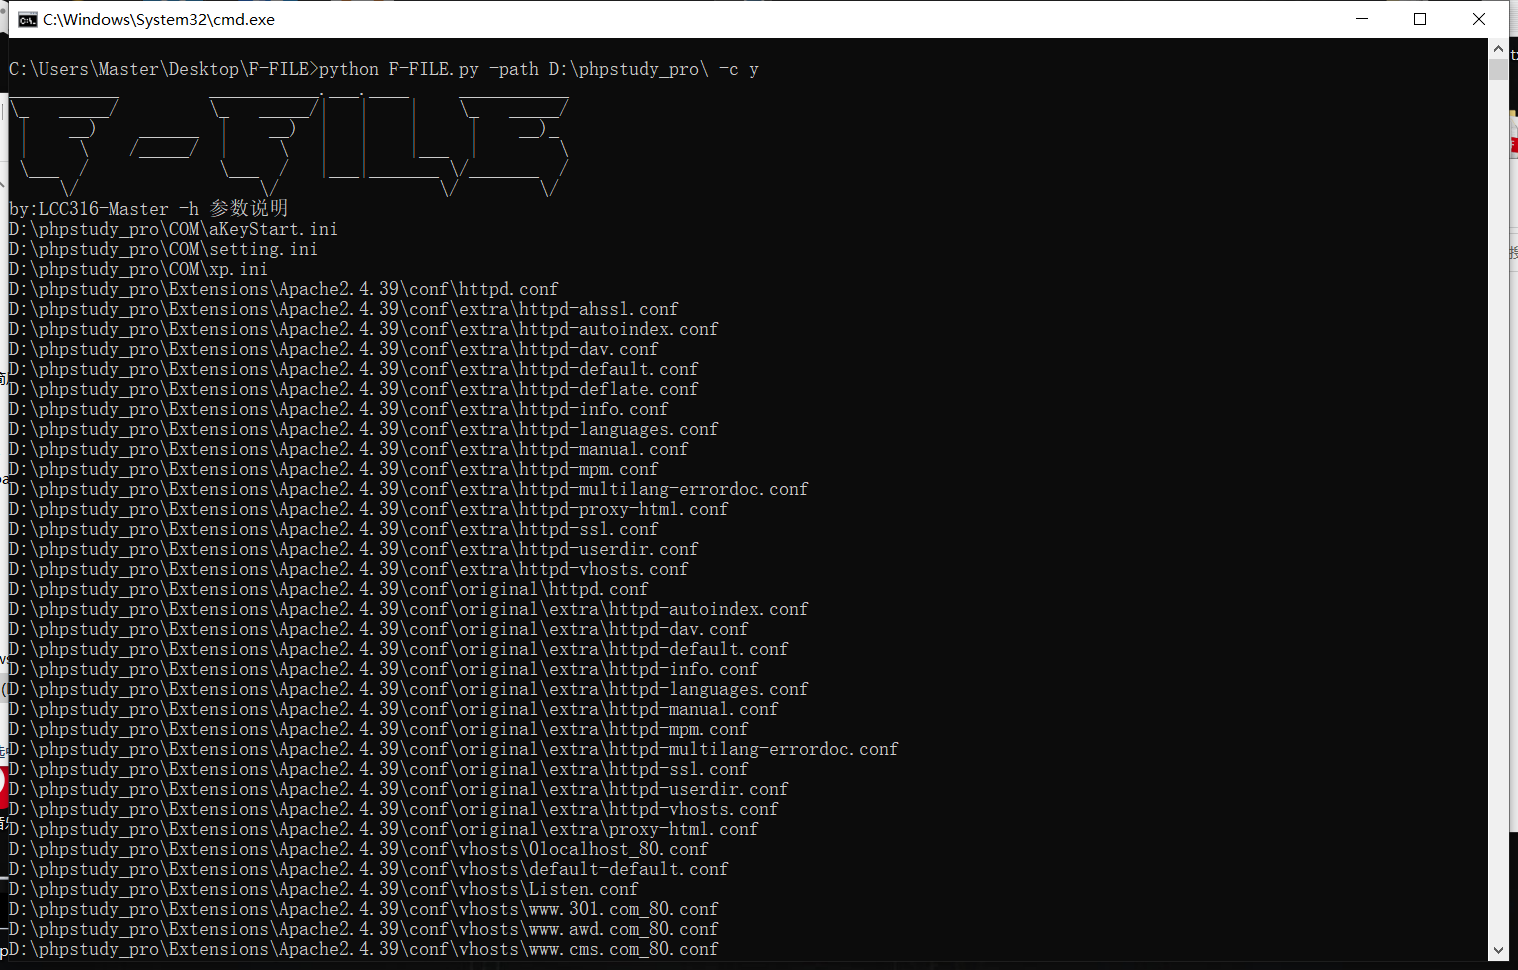 C:\Windows\System32\cmd.exe
C:\Users\Master\Desktop\F-FILE>python F-FILE.py -path D:\phpstudy_pro\ -c y
F-FILE
by:LCC316-Master -h 参数说明
D:\phpstudy_pro\COM\aKeyStart.ini
D:\phpstudy_pro\COM\setting.ini
D:\phpstudy_pro\COM\xp.ini
D:\phpstudy_pro\Extensions\Apache2.4.39\conf\httpd.conf
D:\phpstudy_pro\Extensions\Apache2.4.39\conf\extra\httpd-ahssl.conf
D:\phpstudy_pro\Extensions\Apache2.4.39\conf\extra\httpd-autoindex.conf
D:\phpstudy_pro\Extensions\Apache2.4.39\conf\extra\httpd-dav.conf
D:\phpstudy_pro\Extensions\Apache2.4.39\conf\extra\httpd-default.conf
D:\phpstudy_pro\Extensions\Apache2.4.39\conf\extra\httpd-deflate.conf
D:\phpstudy_pro\Extensions\Apache2.4.39\conf\extra\httpd-info.conf
D:\phpstudy_pro\Extensions\Apache2.4.39\conf\extra\httpd-languages.conf
D:\phpstudy_pro\Extensions\Apache2.4.39\conf\extra\httpd-manual.conf
D:\phpstudy_pro\Extensions\Apache2.4.39\conf\extra\httpd-mpm.conf
D:\phpstudy_pro\Extensions\Apache2.4.39\conf\extra\httpd-multilang-errordoc.conf
D:\phpstudy_pro\Extensions\Apache2.4.39\conf\extra\httpd-proxy-html.conf
D:\phpstudy_pro\Extensions\Apache2.4.39\conf\extra\httpd-ssl.conf
D:\phpstudy_pro\Extensions\Apache2.4.39\conf\extra\httpd-userdir.conf
D:\phpstudy_pro\Extensions\Apache2.4.39\conf\extra\httpd-vhosts.conf
D:\phpstudy_pro\Extensions\Apache2.4.39\conf\original\httpd.conf
D:\phpstudy_pro\Extensions\Apache2.4.39\conf\original\extra\httpd-autoindex.conf
D:\phpstudy_pro\Extensions\Apache2.4.39\conf\original\extra\httpd-dav.conf
D:\phpstudy_pro\Extensions\Apache2.4.39\conf\original\extra\httpd-default.conf
D:\phpstudy_pro\Extensions\Apache2.4.39\conf\original\extra\httpd-info.conf
D:\phpstudy_pro\Extensions\Apache2.4.39\conf\original\extra\httpd-languages.conf
D:\phpstudy_pro\Extensions\Apache2.4.39\conf\original\extra\httpd-manual.conf
D:\phpstudy_pro\Extensions\Apache2.4.39\conf\original\extra\httpd-mpm.conf
D:\phpstudy_pro\Extensions\Apache2.4.39\conf\original\extra\httpd-multilang-errordoc.conf
D:\phpstudy_pro\Extensions\Apache2.4.39\conf\original\extra\httpd-ssl.conf
D:\phpstudy_pro\Extensions\Apache2.4.39\conf\original\extra\httpd-userdir.conf
D:\phpstudy_pro\Extensions\Apache2.4.39\conf\original\extra\httpd-vhosts.conf
D:\phpstudy_pro\Extensions\Apache2.4.39\conf\original\extra\proxy-html.conf
D:\phpstudy_pro\Extensions\Apache2.4.39\conf\vhosts\0localhost_80.conf
D:\phpstudy_pro\Extensions\Apache2.4.39\conf\vhosts\default-default.conf
D:\phpstudy_pro\Extensions\Apache2.4.39\conf\vhosts\Listen.conf
D:\phpstudy_pro\Extensions\Apache2.4.39\conf\vhosts\www.301.com_80.conf
D:\phpstudy_pro\Extensions\Apache2.4.39\conf\vhosts\www.awd.com_80.conf
D:\phpstudy_pro\Extensions\Apache2.4.39\conf\vhosts\www.cms.com_80.conf